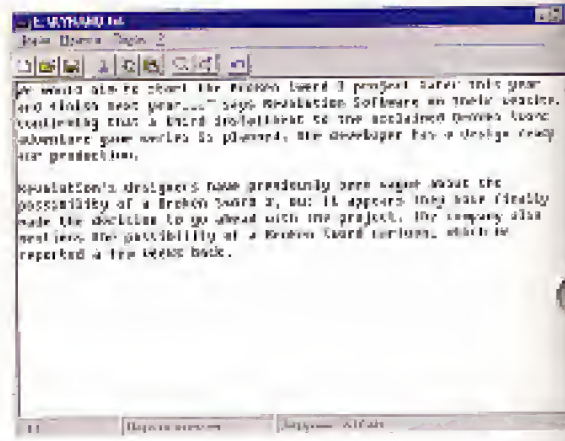 We would aim to start the Broken Sword 3 project later this year
and finish next year..." says Revolution Software on their website,
confirming that a third installment to the acclaimed Broken Sword
adventure game series is planned. The developer has a design ready
for production.
Revolution's designers have previously been vague about the
possibility of a Broken Sword 3, but it appears they have finally
made the decision to go ahead with the project. The company also
mentions the possibility of a Broken Sword cartoon, which we
reported a few weeks back.